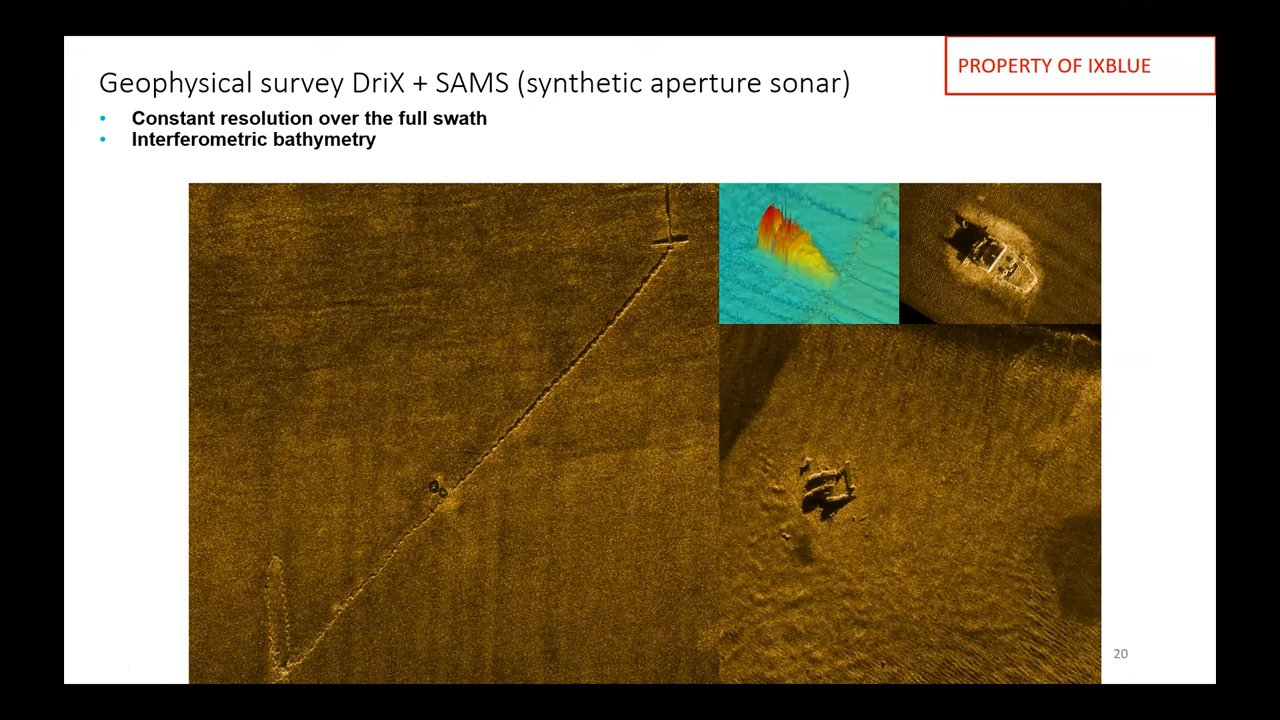 PROPERTY OF IXBLUE
Geophysical survey DriX + SAMS (synthetic aperture sonar)
• Constant resolution over the full swath
• Interferometric bathymetry
20